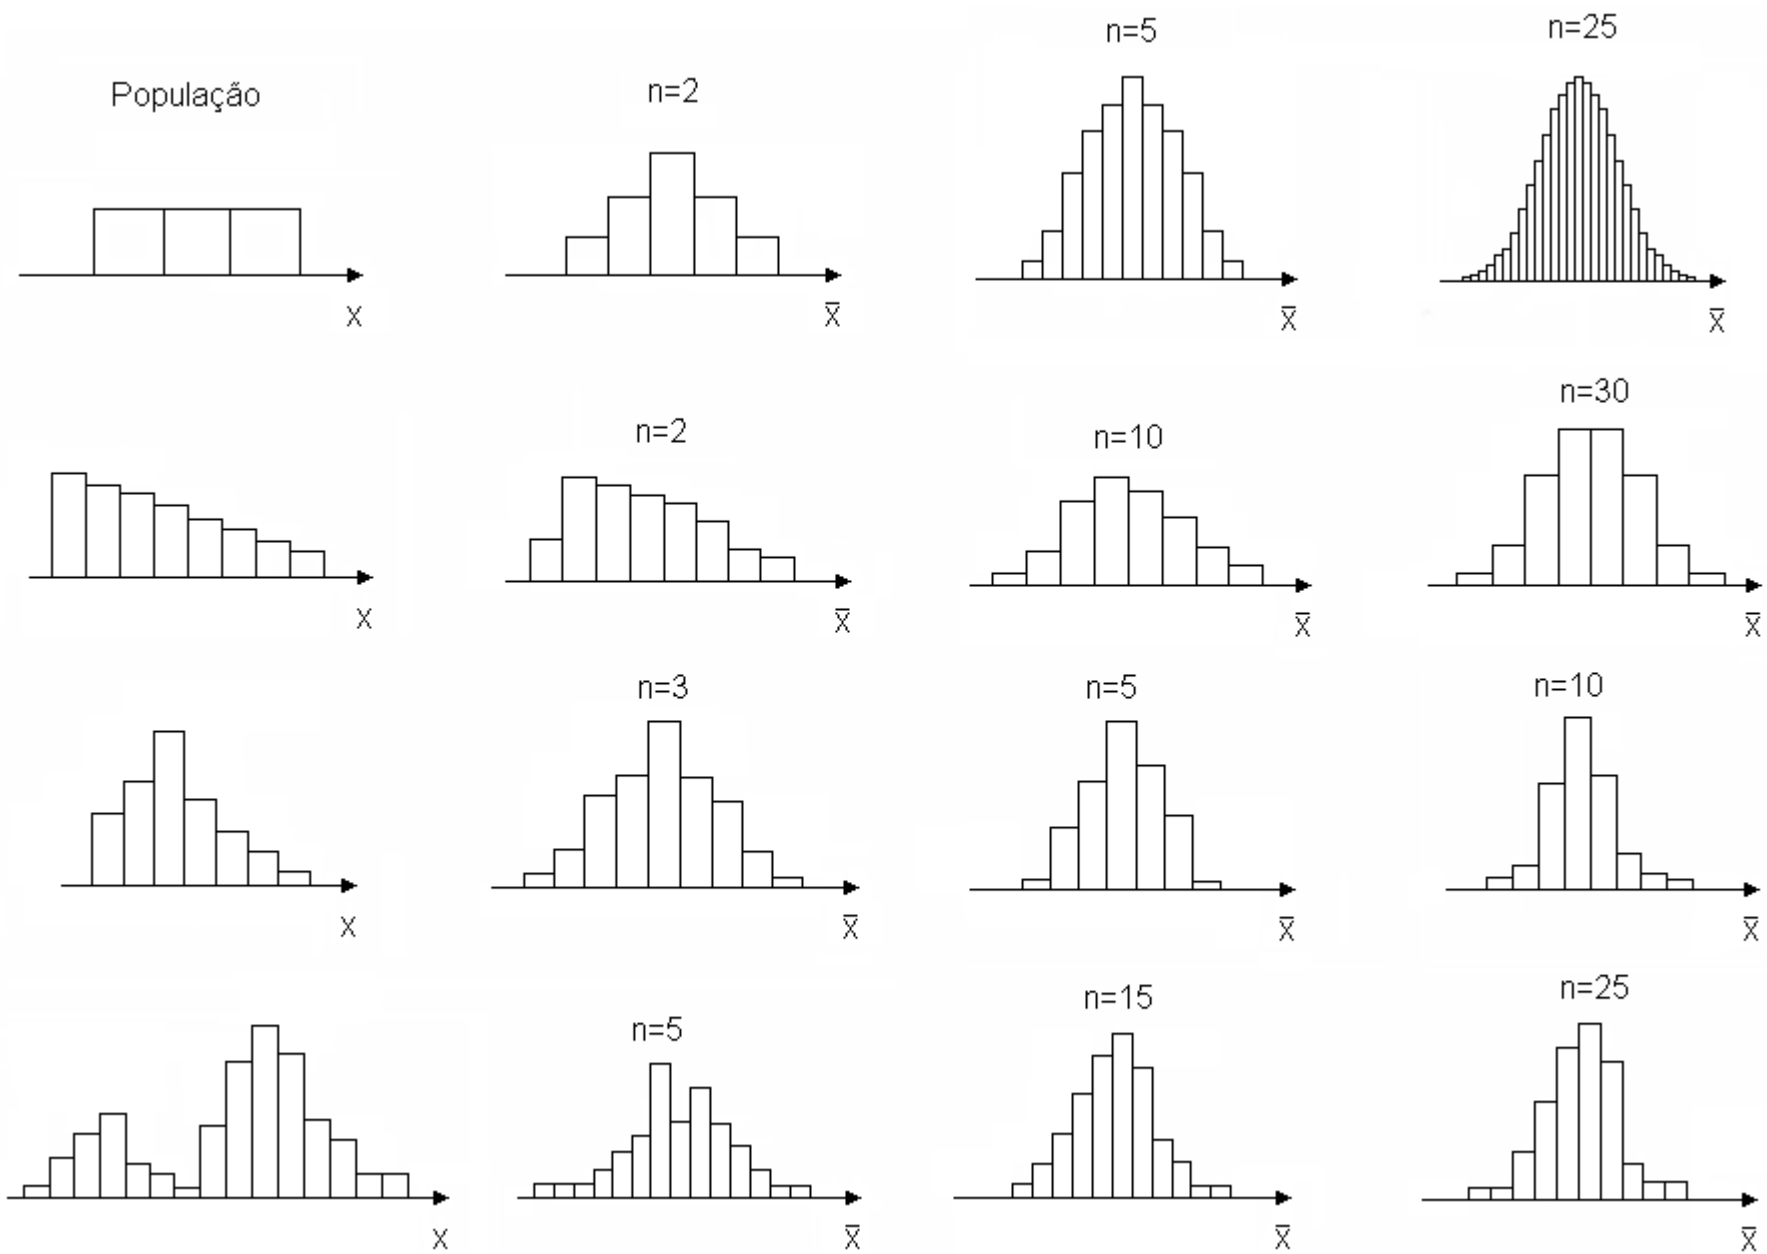 População
n=2
n=5
n=25
X
X̅
X̅
X̅
n=2
n=10
n=30
X
X̅
X̅
X̅
n=3
n=5
n=10
X
X̅
X̅
X̅
n=5
n=15
n=25
X
X̅
X̅
X̅